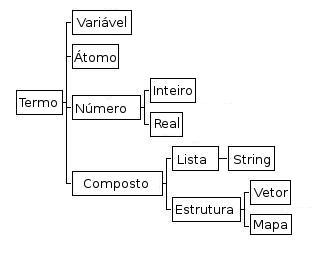 Variável
Átomo
Inteiro
Termo
Número
Real
Lista
String
Composto
Vetor
Estrutura
Mapa